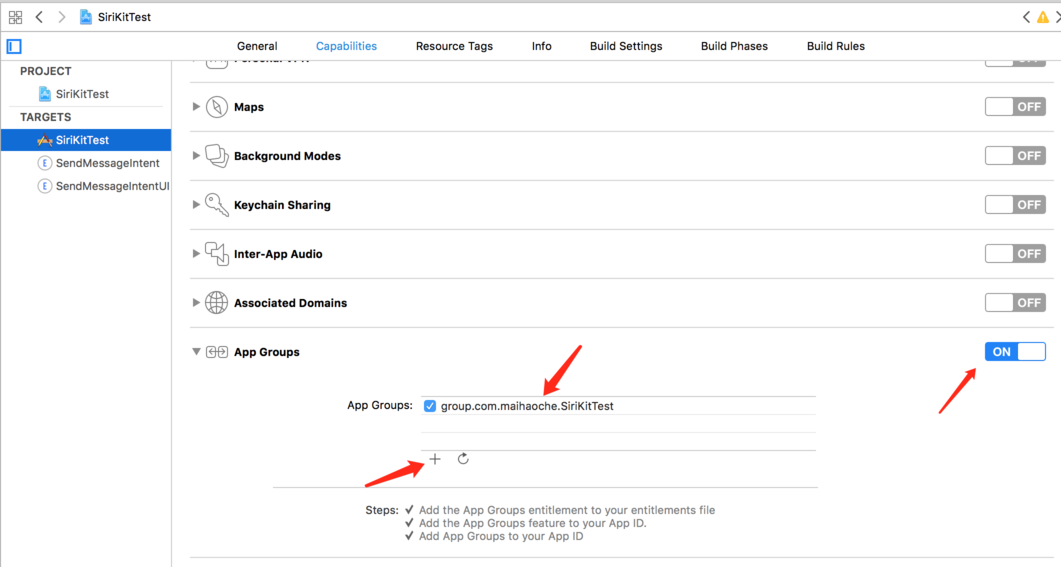 SiriKitTest
General Capabilities Resource Tags Info Build Settings Build Phases Build Rules
PROJECT
SiriKitTest
TARGETS
SiriKitTest
SendMessageIntent
SendMessageIntentUI
Maps OFF
Background Modes OFF
Keychain Sharing OFF
Inter-App Audio OFF
Associated Domains OFF
App Groups ON
App Groups: group.com.maihaoche.SiriKitTest
Steps: ✓ Add the App Groups entitlement to your entitlements file
✓ Add the App Groups feature to your App ID.
✓ Add App Groups to your App ID